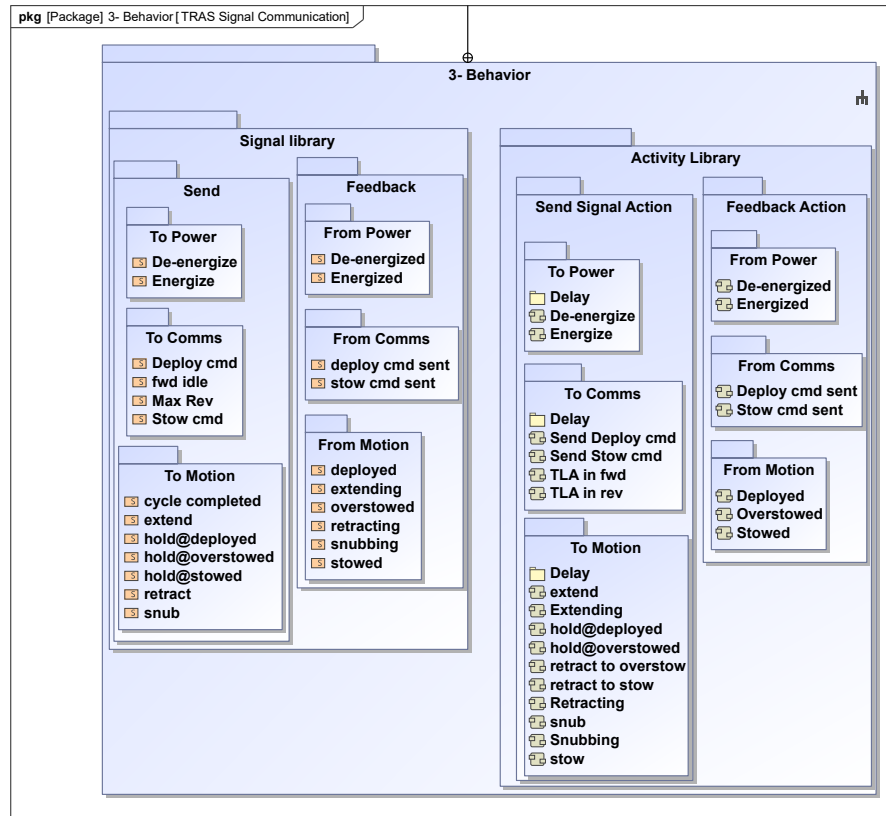 pkg [Package] 3- Behavior [ TRAS Signal Communication]
3- Behavior
Signal library
Send
To Power
S De-energize
S Energize
To Comms
S Deploy cmd
S fwd idle
S Max Rev
S Stow cmd
To Motion
S cycle completed
S extend
S hold@deployed
S hold@overstowed
S hold@stowed
S retract
S snub
Feedback
From Power
S De-energized
S Energized
From Comms
S deploy cmd sent
S stow cmd sent
From Motion
S deployed
S extending
S overstowed
S retracting
S snubbing
S stowed
Activity Library
Send Signal Action
To Power
Delay
De-energize
Energize
To Comms
Delay
Send Deploy cmd
Send Stow cmd
TLA in fwd
TLA in rev
To Motion
Delay
extend
Extending
hold@deployed
hold@overstowed
retract to overstow
retract to stow
Retracting
snub
Snubbing
stow
Feedback Action
From Power
De-energized
Energized
From Comms
Deploy cmd sent
Stow cmd sent
From Motion
Deployed
Overstowed
Stowed